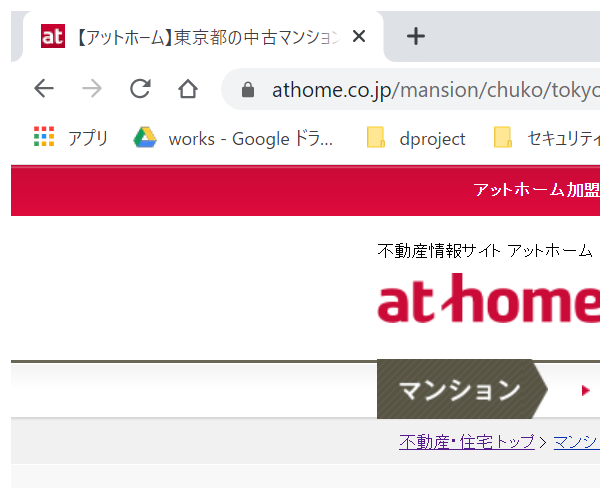 at 【アットホーム】東京都の中古マンション
athome.co.jp/mansion/chuko/tokyo
アプリ works - Google ドラ... dproject セキュリティ
アットホーム加盟
不動産情報サイト アットホーム
at home
マンション
不動産・住宅トップ > マンシ